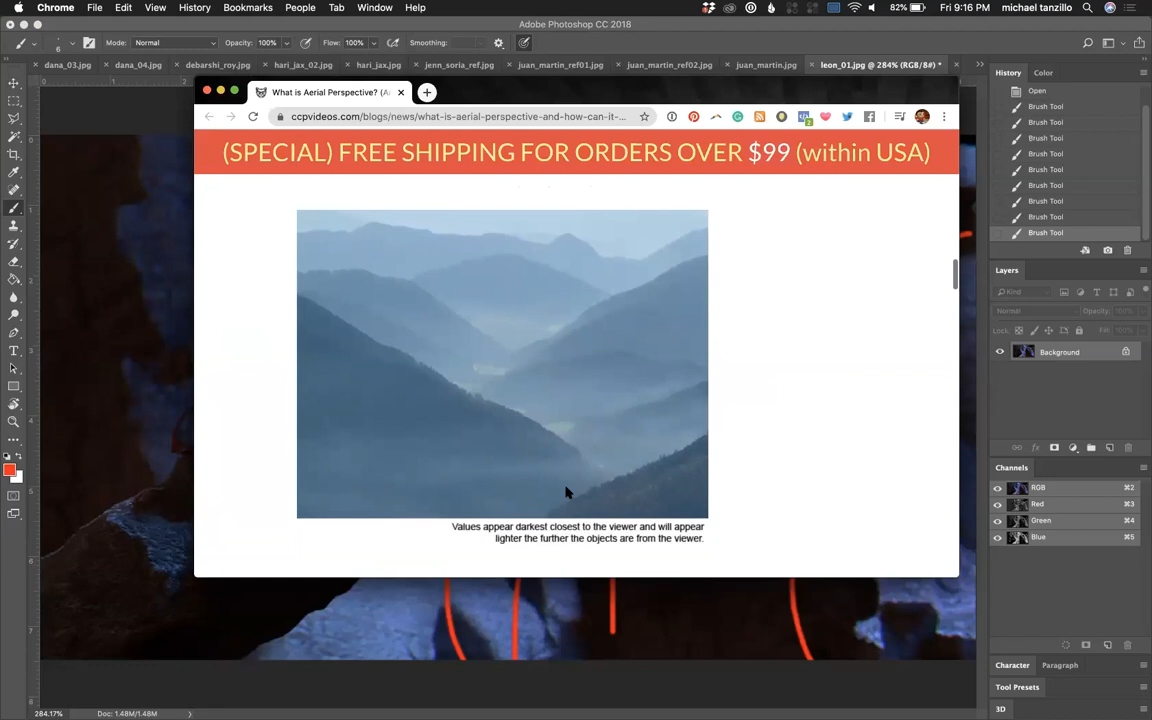 Chrome File Edit View History Bookmarks People Tab Window Help 82% Fri 9:16 PM michael tanzillo
Adobe Photoshop CC 2018
6 Mode: Normal Opacity: 100% Flow: 100% Smoothing:
dana_03.jpg dana_04.jpg debarshi_roy.jpg hari_jax_02.jpg hari_jax.jpg jenn_soria_ref.jpg juan_martin_ref01.jpg juan_martin_ref02.jpg juan_martin.jpg leon_01.jpg @ 284% (RGB/8#) *
What is Aerial Perspective? (A
ccpvideos.com/blogs/news/what-is-aerial-perspective-and-how-can-it-...
(SPECIAL) FREE SHIPPING FOR ORDERS OVER $99 (within USA)
Values appear darkest closest to the viewer and will appear
lighter the further the objects are from the viewer.
History Color
Open
Brush Tool
Brush Tool
Brush Tool
Brush Tool
Brush Tool
Brush Tool
Brush Tool
Brush Tool
Brush Tool
Layers
Kind
Normal Opacity: 100%
Lock: Fill: 100%
Background
Channels
RGB ⌘2
Red ⌘3
Green ⌘4
Blue ⌘5
Character Paragraph
Tool Presets
3D
284.17% Doc: 1.48M/1.48M